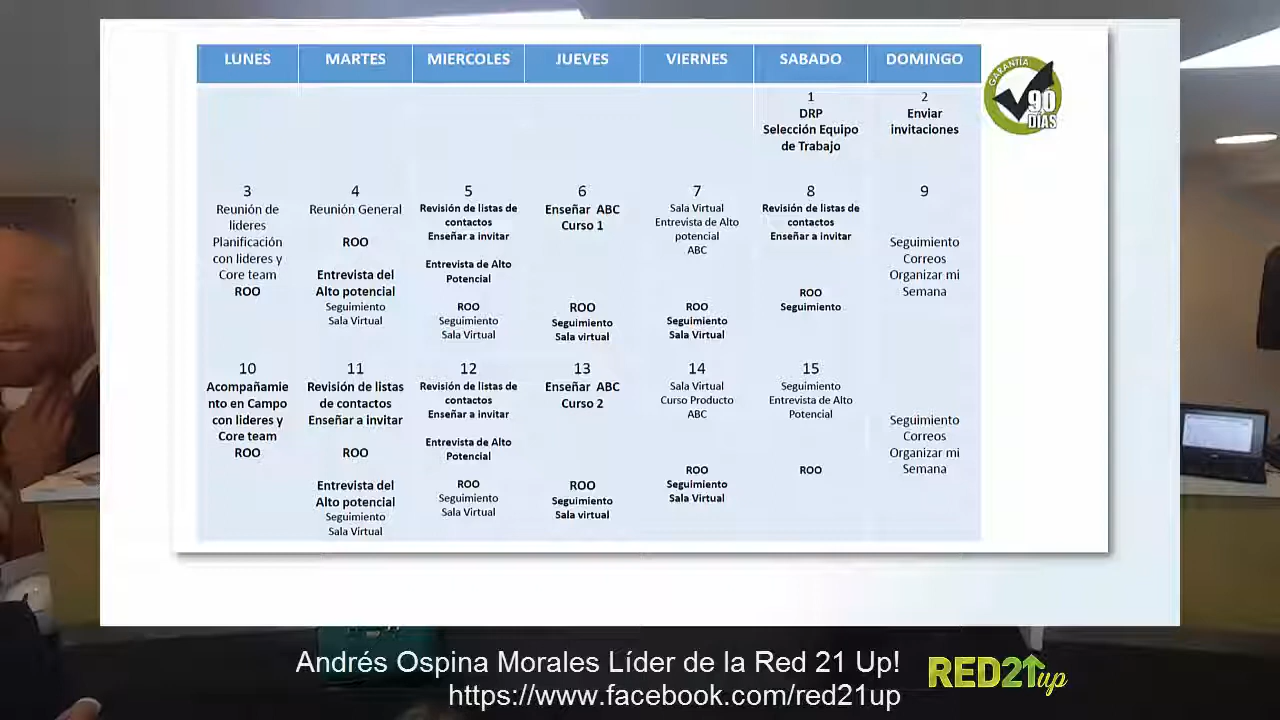 LUNES MARTES MIERCOLES JUEVES VIERNES SABADO DOMINGO
GARANTÍA
90
DÍAS
1
DRP
Selección Equipo
de Trabajo
2
Enviar
invitaciones
3
Reunión de
lideres
Planificación
con lideres y
Core team
ROO
4
Reunión General
ROO
Entrevista del
Alto potencial
Seguimiento
Sala Virtual
5
Revisión de listas de
contactos
Enseñar a invitar
Entrevista de Alto
Potencial
ROO
Seguimiento
Sala Virtual
6
Enseñar ABC
Curso 1
ROO
Seguimiento
Sala virtual
7
Sala Virtual
Entrevista de Alto
potencial
ABC
ROO
Seguimiento
Sala Virtual
8
Revisión de listas de
contactos
Enseñar a invitar
ROO
Seguimiento
9
Seguimiento
Correos
Organizar mi
Semana
10
Acompañamie
nto en Campo
con lideres y
Core team
ROO
11
Revisión de listas
de contactos
Enseñar a invitar
ROO
Entrevista del
Alto potencial
Seguimiento
Sala Virtual
12
Revisión de listas de
contactos
Enseñar a invitar
Entrevista de Alto
Potencial
ROO
Seguimiento
Sala Virtual
13
Enseñar ABC
Curso 2
ROO
Seguimiento
Sala virtual
14
Sala Virtual
Curso Producto
ABC
ROO
Seguimiento
Sala Virtual
15
Seguimiento
Entrevista de Alto
Potencial
ROO
Seguimiento
Correos
Organizar mi
Semana
Andrés Ospina Morales Líder de la Red 21 Up!
https://www.facebook.com/red21up
RED21up